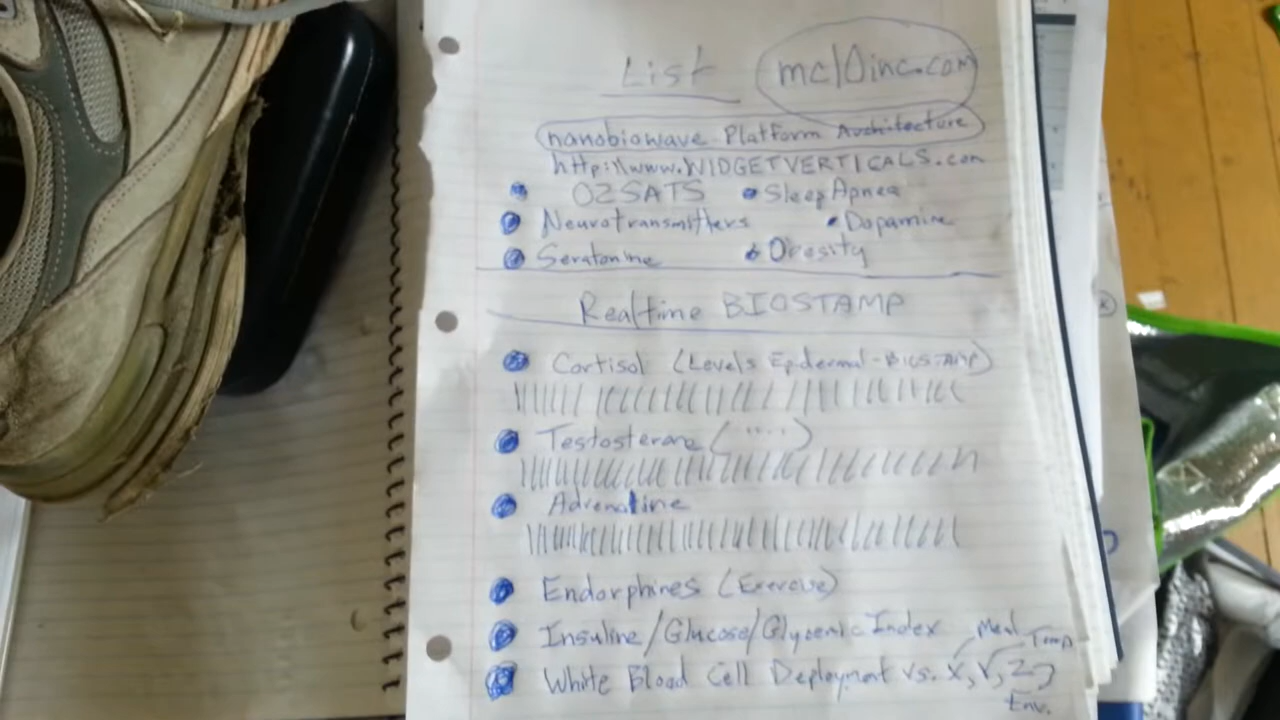 List mc10inc.com
nanobiowave Platform Architecture
http://www.WIDGETVERTICALS.com
O2SATS • Sleep Apnea
Neurotransmitters • Dopamine
Seratonine • Obesity
Realtime BIOSTAMP
Cortisol (Levels Epidermal-BIOSTAMP)
Testosterone (" .. .)
Adrenaline
Endorphines (Exercise)
Insuline/Glucose/Glycemic Index Meal Temp
White Blood Cell Deployment vs. X, Y, Z
Env.